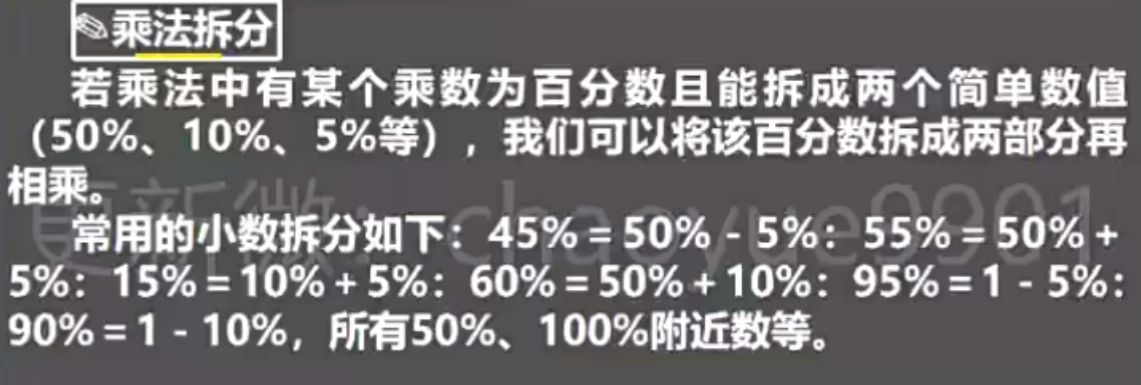 ✎乘法拆分
若乘法中有某个乘数为百分数且能拆成两个简单数值
（50%、10%、5%等），我们可以将该百分数拆成两部分再
相乘。
更新微：chaoyue9901
常用的小数拆分如下：45% = 50% - 5%：55% = 50% +
5%：15% = 10% + 5%：60% = 50% + 10%：95% = 1 - 5%：
90% = 1 - 10%，所有50%、100%附近数等。